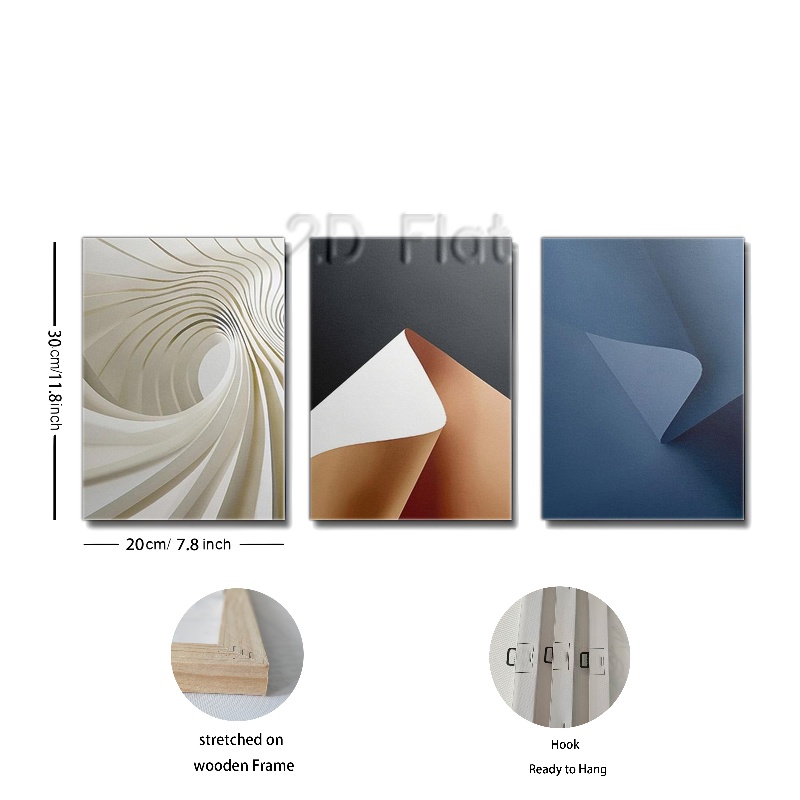 2D Flat
30cm/11.8inch
20cm/ 7.8 inch
stretched on
wooden Frame
Hook
Ready to Hang